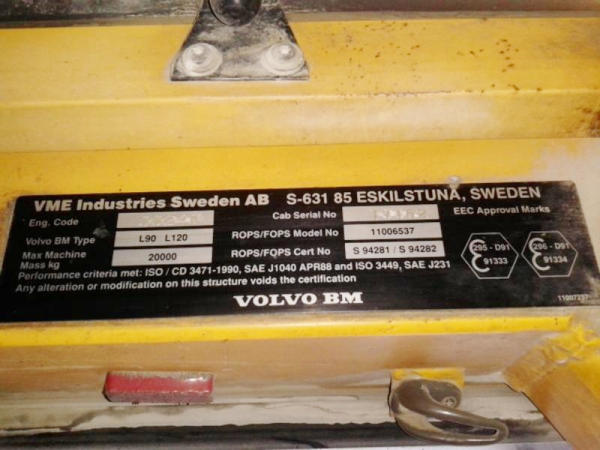 VME Industries Sweden AB S-631 85 ESKILSTUNA, SWEDEN
Eng. Code Cab Serial No EEC Approval Marks
Volvo BM Type L90 L120 ROPS/FOPS Model No 11006537
Max Machine Mass kg 20000 ROPS/FOPS Cert No S 94281 / S 94282
295 - D91
91333
296 - D91
91334
Performance criteria met: ISO / CD 3471-1990, SAE J1040 APR88 and ISO 3449, SAE J231
Any alteration or modification on this structure voids the certification
VOLVO BM
11007237